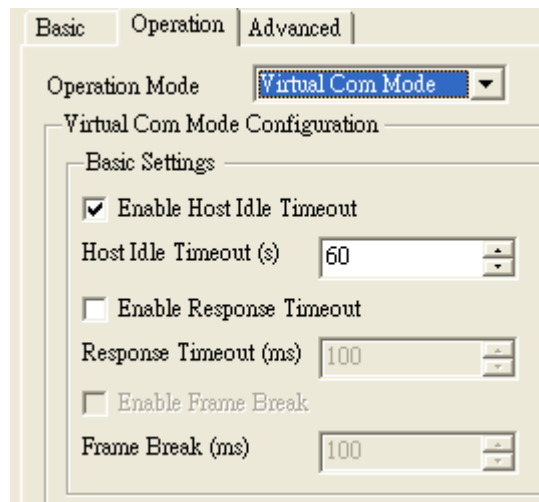 Basic Operation Advanced
Operation Mode Virtual Com Mode
Virtual Com Mode Configuration
Basic Settings
Enable Host Idle Timeout
Host Idle Timeout (s) 60
Enable Response Timeout
Response Timeout (ms) 100
Enable Frame Break
Frame Break (ms) 100